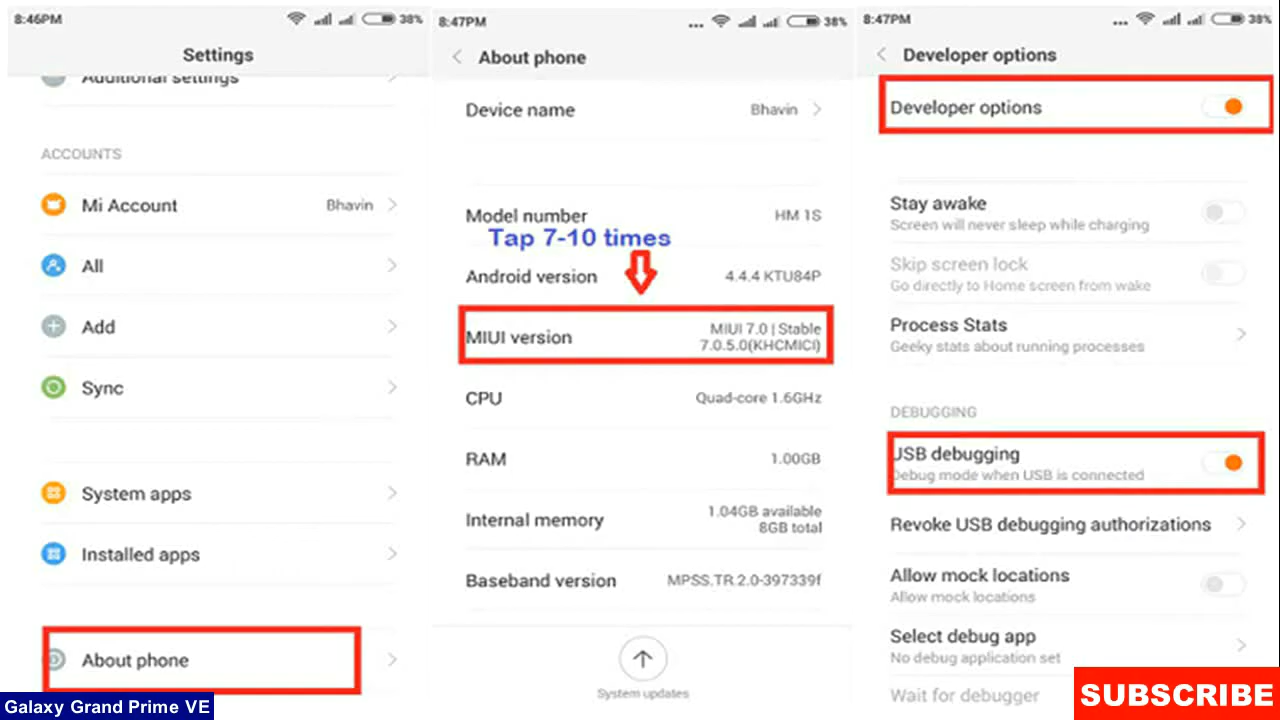 8:46PM 38%
Settings
Additional settings
ACCOUNTS
Mi Account Bhavin
All
Add
Sync
System apps
Installed apps
About phone
Galaxy Grand Prime VE
8:47PM ... 38%
About phone
Device name Bhavin
Model number HM 1S
Tap 7-10 times
Android version 4.4.4 KTU84P
MIUI version MIUI 7.0 | Stable
7.0.5.0(KHCMICI)
CPU Quad-core 1.6GHz
RAM 1.00GB
Internal memory 1.04GB available
8GB total
Baseband version MPSS.TR.2.0-397339f
System updates
8:47PM ... 38%
Developer options
Developer options
Stay awake
Screen will never sleep while charging
Skip screen lock
Go directly to Home screen from wake
Process Stats
Geeky stats about running processes
DEBUGGING
USB debugging
Debug mode when USB is connected
Revoke USB debugging authorizations
Allow mock locations
Allow mock locations
Select debug app
No debug application set
Wait for debugger
SUBSCRIBE